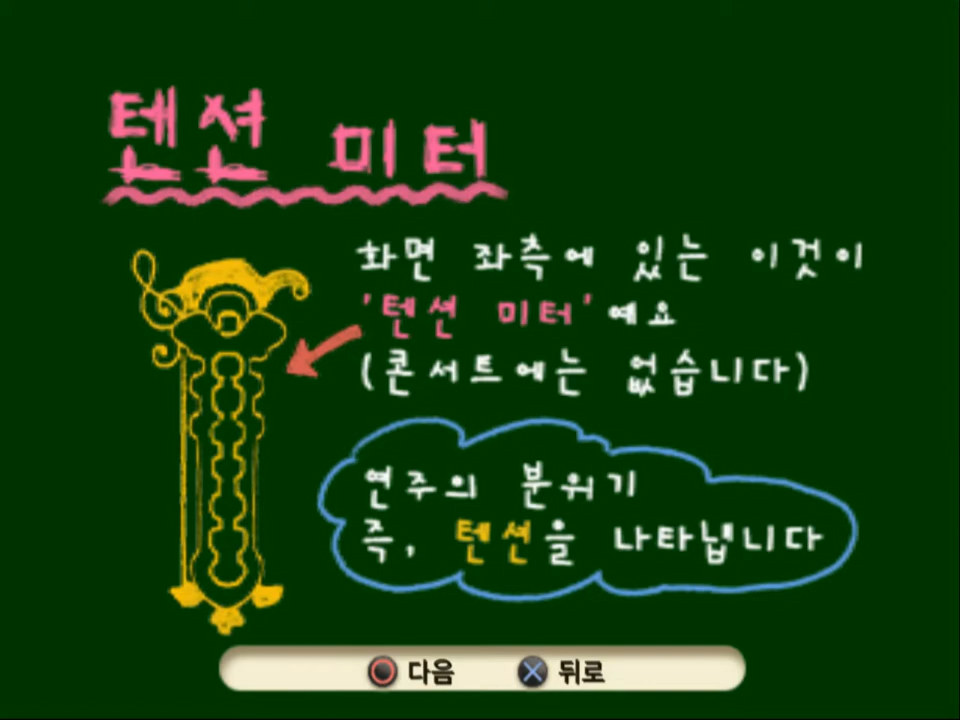 텐션 미터
화면 좌측에 있는 이것이
'텐션 미터' 예요
(콘서트에는 없습니다)
연주의 분위기
즉, 텐션을 나타냅니다
다음 뒤로